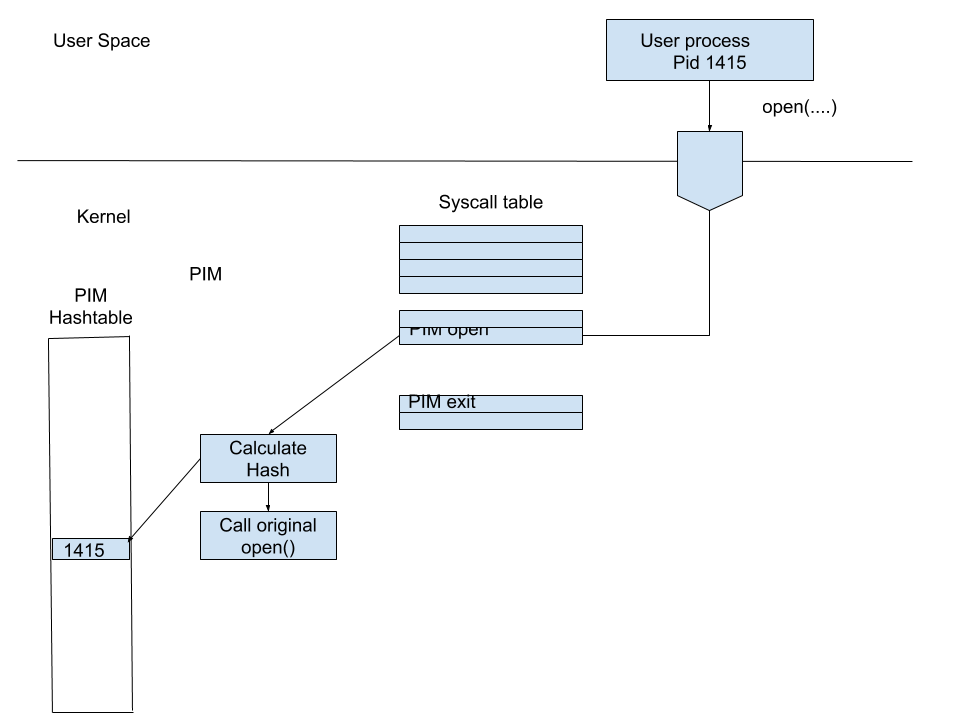 User Space
User process
Pid 1415
open(....)
Syscall table
Kernel
PIM
PIM
Hashtable
PIM open
PIM exit
Calculate
Hash
Call original
open()
1415